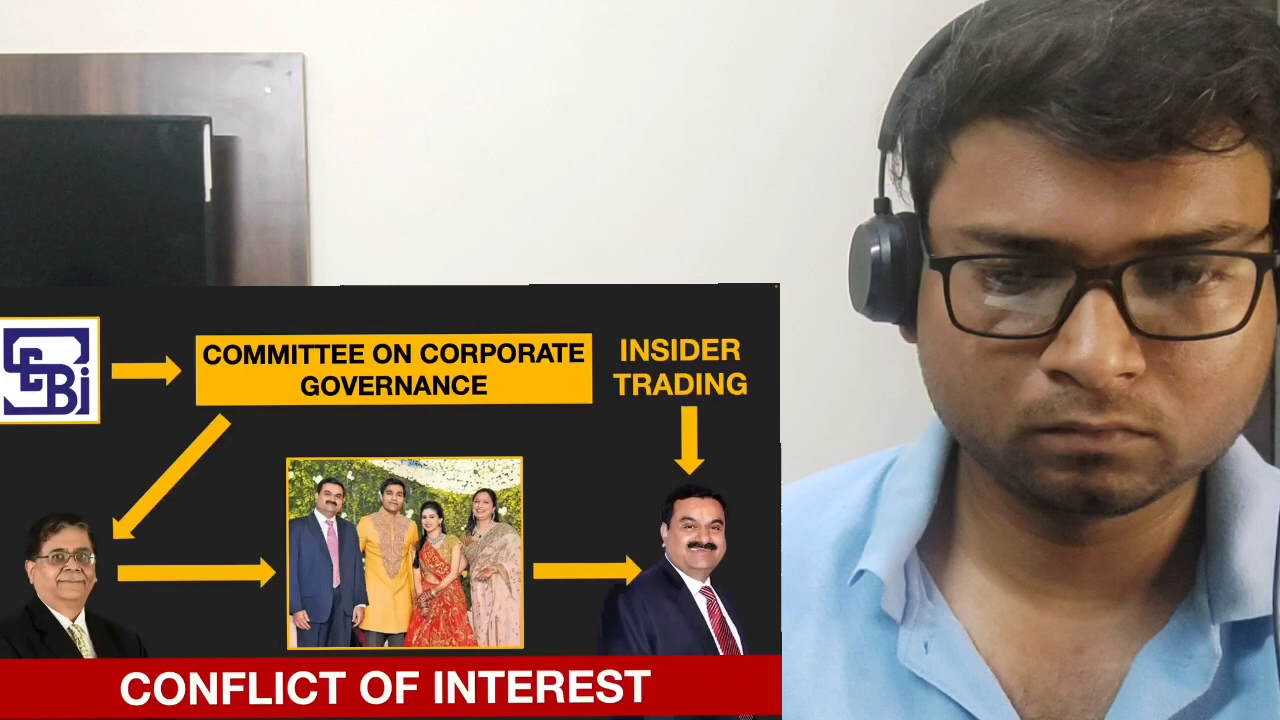 SEBi
COMMITTEE ON CORPORATE
GOVERNANCE
INSIDER
TRADING
CONFLICT OF INTEREST